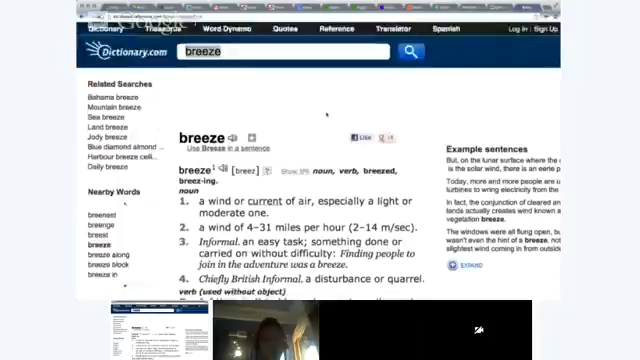 Dictionary Thesaurus Word Dynamo Quotes Reference Translator Spanish Log In Sign Up
Dictionary.com
breeze
Related Searches
Bahama breeze
Mountain breeze
Sea breeze
Land breeze
Jody breeze
Blue diamond almond ...
Harbour breeze ceili...
Daily breeze
Nearby Words
breenest
breenge
breest
breeze
breeze along
breeze block
breeze in
breeze
Like
Use Breeze in a sentence
breeze1 [breez] ? Show IPA noun, verb, breezed,
breez·ing.
noun
1. a wind or current of air, especially a light or
moderate one.
2. a wind of 4–31 miles per hour (2–14 m/sec).
3. Informal. an easy task; something done or
carried on without difficulty: Finding people to
join in the adventure was a breeze.
4. Chiefly British Informal. a disturbance or quarrel.
verb (used without object)
Example sentences
But, on the lunar surface where the
is the solar wind, there is an eerie
Today, more and more people are
turbines to wring electricity from the
In fact, the conjunction of cleared an
lands actually creates wind known a
vegetation breeze.
The windows were all flung open, bu
wasn't even the hint of a breeze,
slightest wind coming in from outside
EXPAND